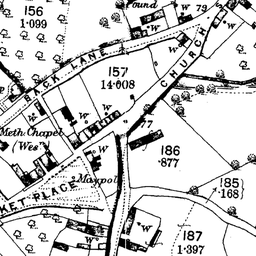 156
1·099
Pound
W
79
W
BACK LANE
157
14·008
CHURCH
W
W
W
W
Meth. Chapel
(Wes.)
77
W
186
·877
Maypole
KET PLACE
185
·168
W
W
187
1·397